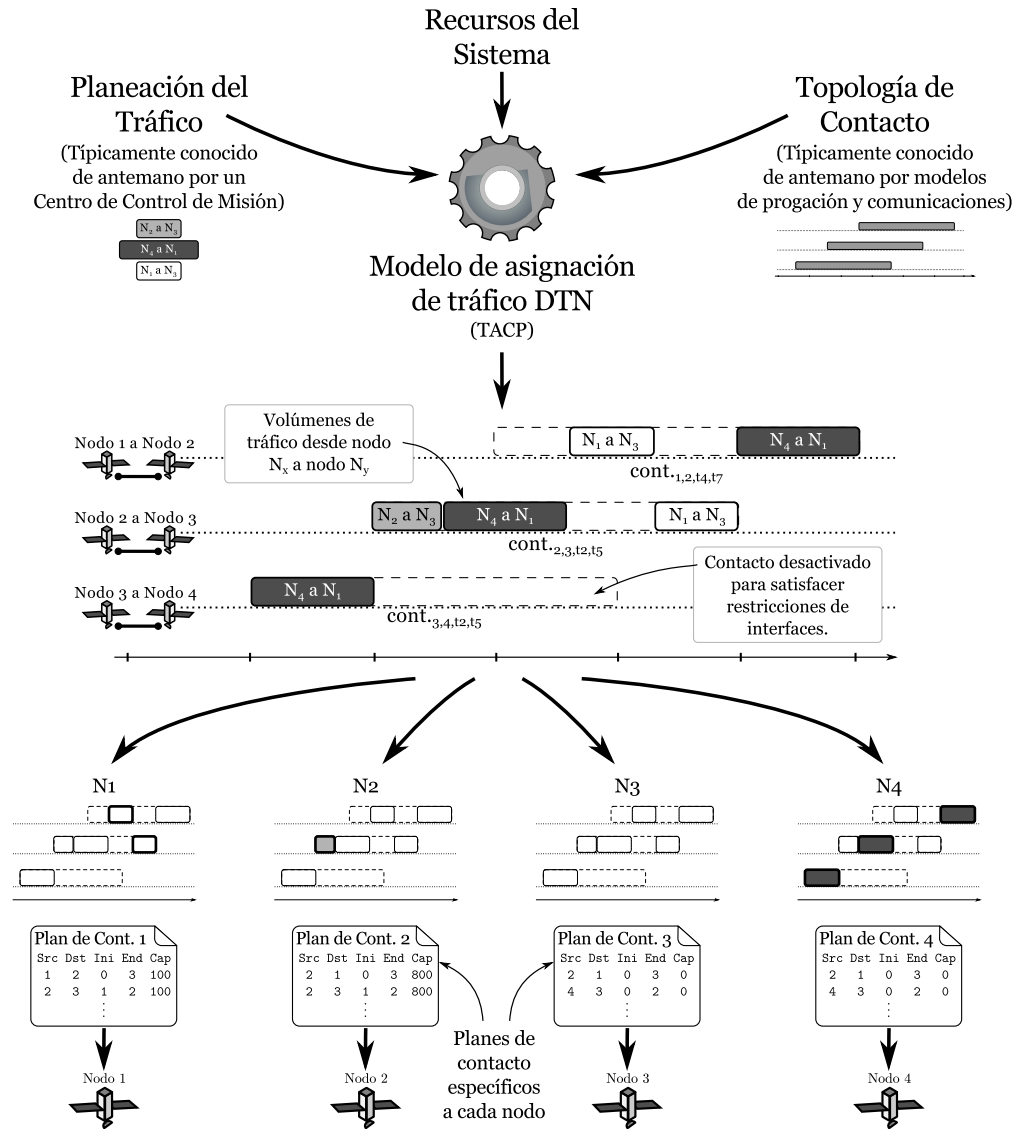 Recursos del
Sistema
Planeación del
Tráfico
(Típicamente conocido
de antemano por un
Centro de Control de Misión)
N2 a N3
N4 a N1
N1 a N3
Topología de
Contacto
(Típicamente conocido
de antemano por modelos
de progación y comunicaciones)
Modelo de asignación
de tráfico DTN
(TACP)
Volúmenes de
tráfico desde nodo
Nx a nodo Ny
Nodo 1 a Nodo 2
N1 a N3
N4 a N1
cont.1,2,t4,t7
Nodo 2 a Nodo 3
N2 a N3
N4 a N1
N1 a N3
cont.2,3,t2,t5
Contacto desactivado
para satisfacer
restricciones de
interfaces.
Nodo 3 a Nodo 4
N4 a N1
cont.3,4,t2,t5
N1
N2
N3
N4
Plan de Cont. 1
Src Dst Ini End Cap
1 2 0 3 100
2 3 1 2 100
Plan de Cont. 2
Src Dst Ini End Cap
2 1 0 3 800
2 3 1 2 800
Plan de Cont. 3
Src Dst Ini End Cap
2 1 0 3 0
4 3 0 2 0
Plan de Cont. 4
Src Dst Ini End Cap
2 1 0 3 0
4 3 0 2 0
Planes de
contacto
específicos
a cada nodo
Nodo 1
Nodo 2
Nodo 3
Nodo 4